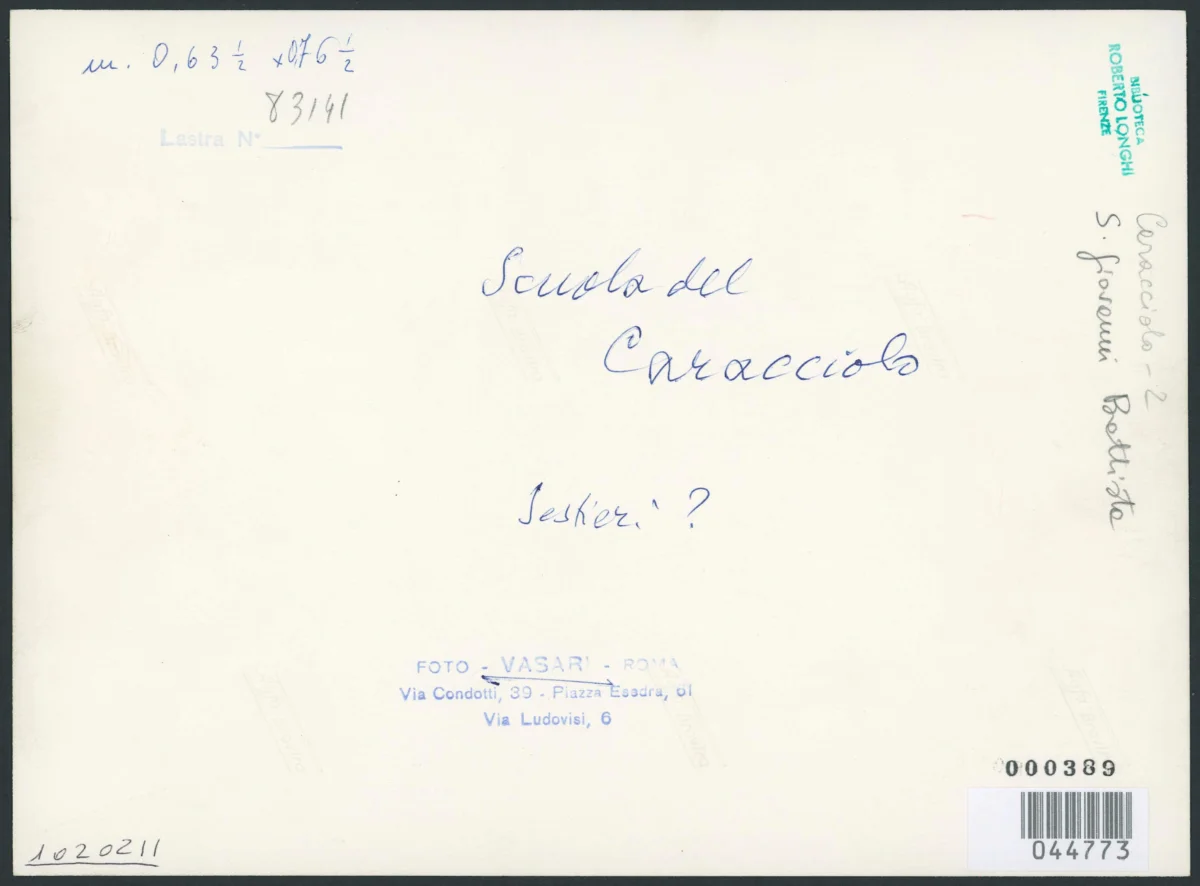 m. 0,63 ½ x 0,76 ½
83141
Lastra N°
BIBLIOTECA
ROBERTO LONGHI
FIRENZE
Caracciolo - 2
S. Giovanni Battista
Scuola del
Caracciolo
Sestieri ?
FOTO - VASARI - ROMA
Via Condotti, 39 - Piazza Esedra, 61
Via Ludovisi, 6
000389
044773
1020211